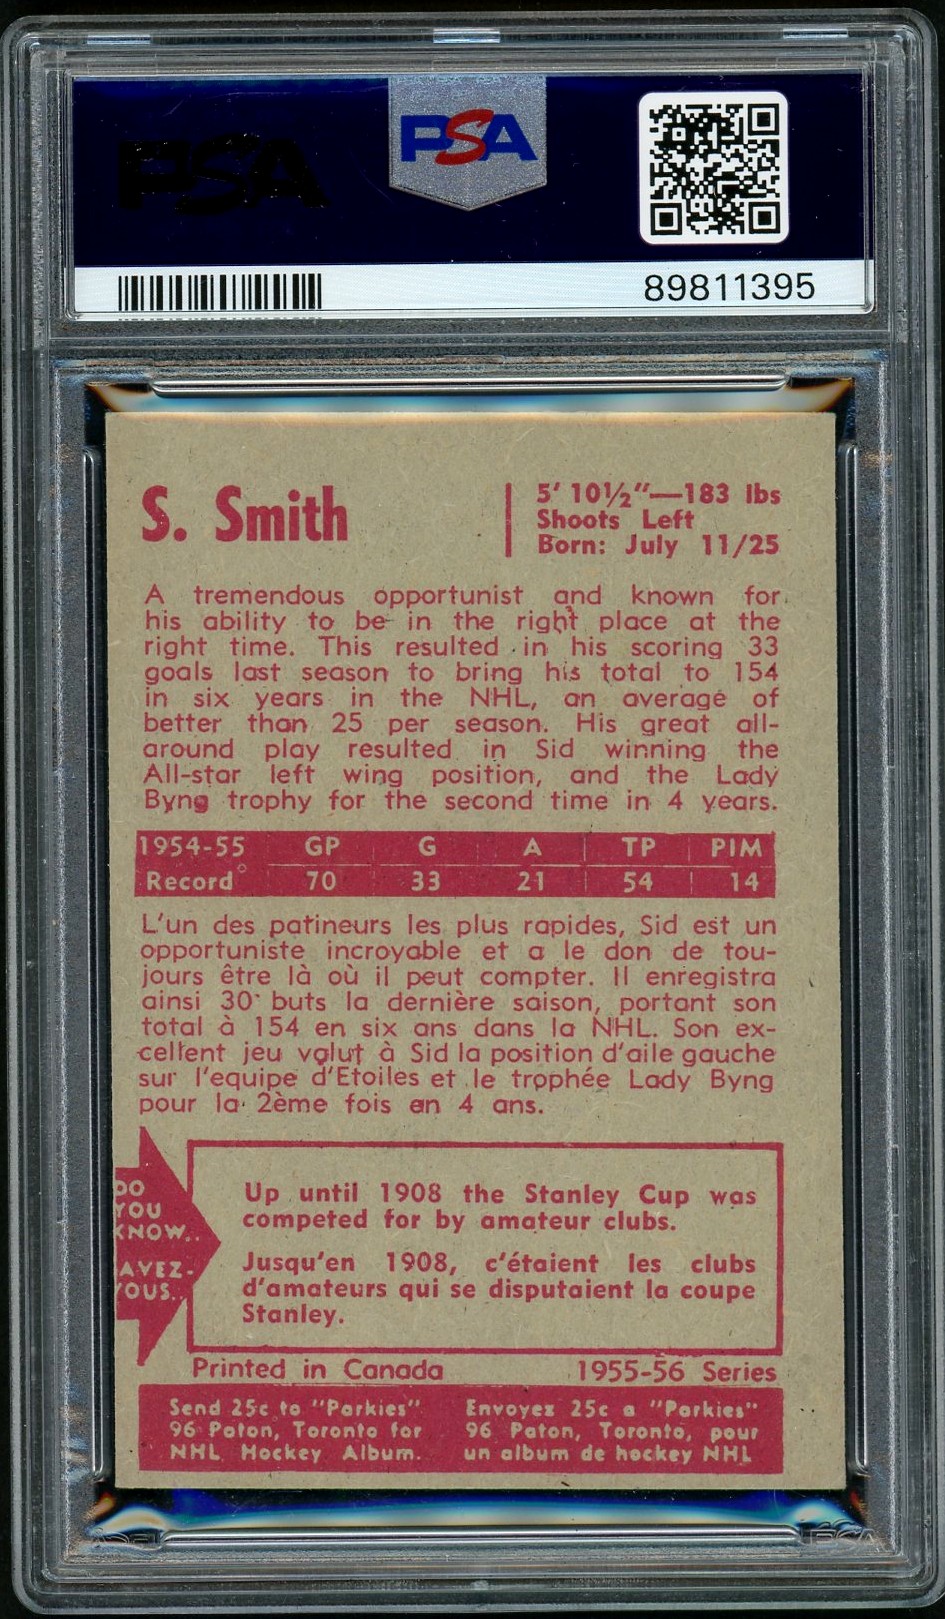 PSA
PSA
89811395
S. Smith
5' 10½"—183 lbs
Shoots Left
Born: July 11/25
A tremendous opportunist and known for
his ability to be in the right place at the
right time. This resulted in his scoring 33
goals last season to bring his total to 154
in six years in the NHL, an average of
better than 25 per season. His great all-
around play resulted in Sid winning the
All-star left wing position, and the Lady
Byng trophy for the second time in 4 years.
1954-55 GP G A TP PIM
Record 70 33 21 54 14
L'un des patineurs les plus rapides, Sid est un
opportuniste incroyable et a le don de tou-
jours être là où il peut compter. Il enregistra
ainsi 30 buts la dernière saison, portant son
total à 154 en six ans dans la NHL. Son ex-
cellent jeu valut à Sid la position d'aile gauche
sur l'equipe d'Etoiles et le trophée Lady Byng
pour la 2ème fois en 4 ans.
DO
YOU
KNOW..
AVEZ-
VOUS..
Up until 1908 the Stanley Cup was
competed for by amateur clubs.
Jusqu'en 1908, c'étaient les clubs
d'amateurs qui se disputaient la coupe
Stanley.
Printed in Canada 1955-56 Series
Send 25c to "Parkies"
96 Paton, Toronto for
NHL Hockey Album.
Envoyez 25c a "Parkies"
96 Paton, Toronto, pour
un album de hockey NHL